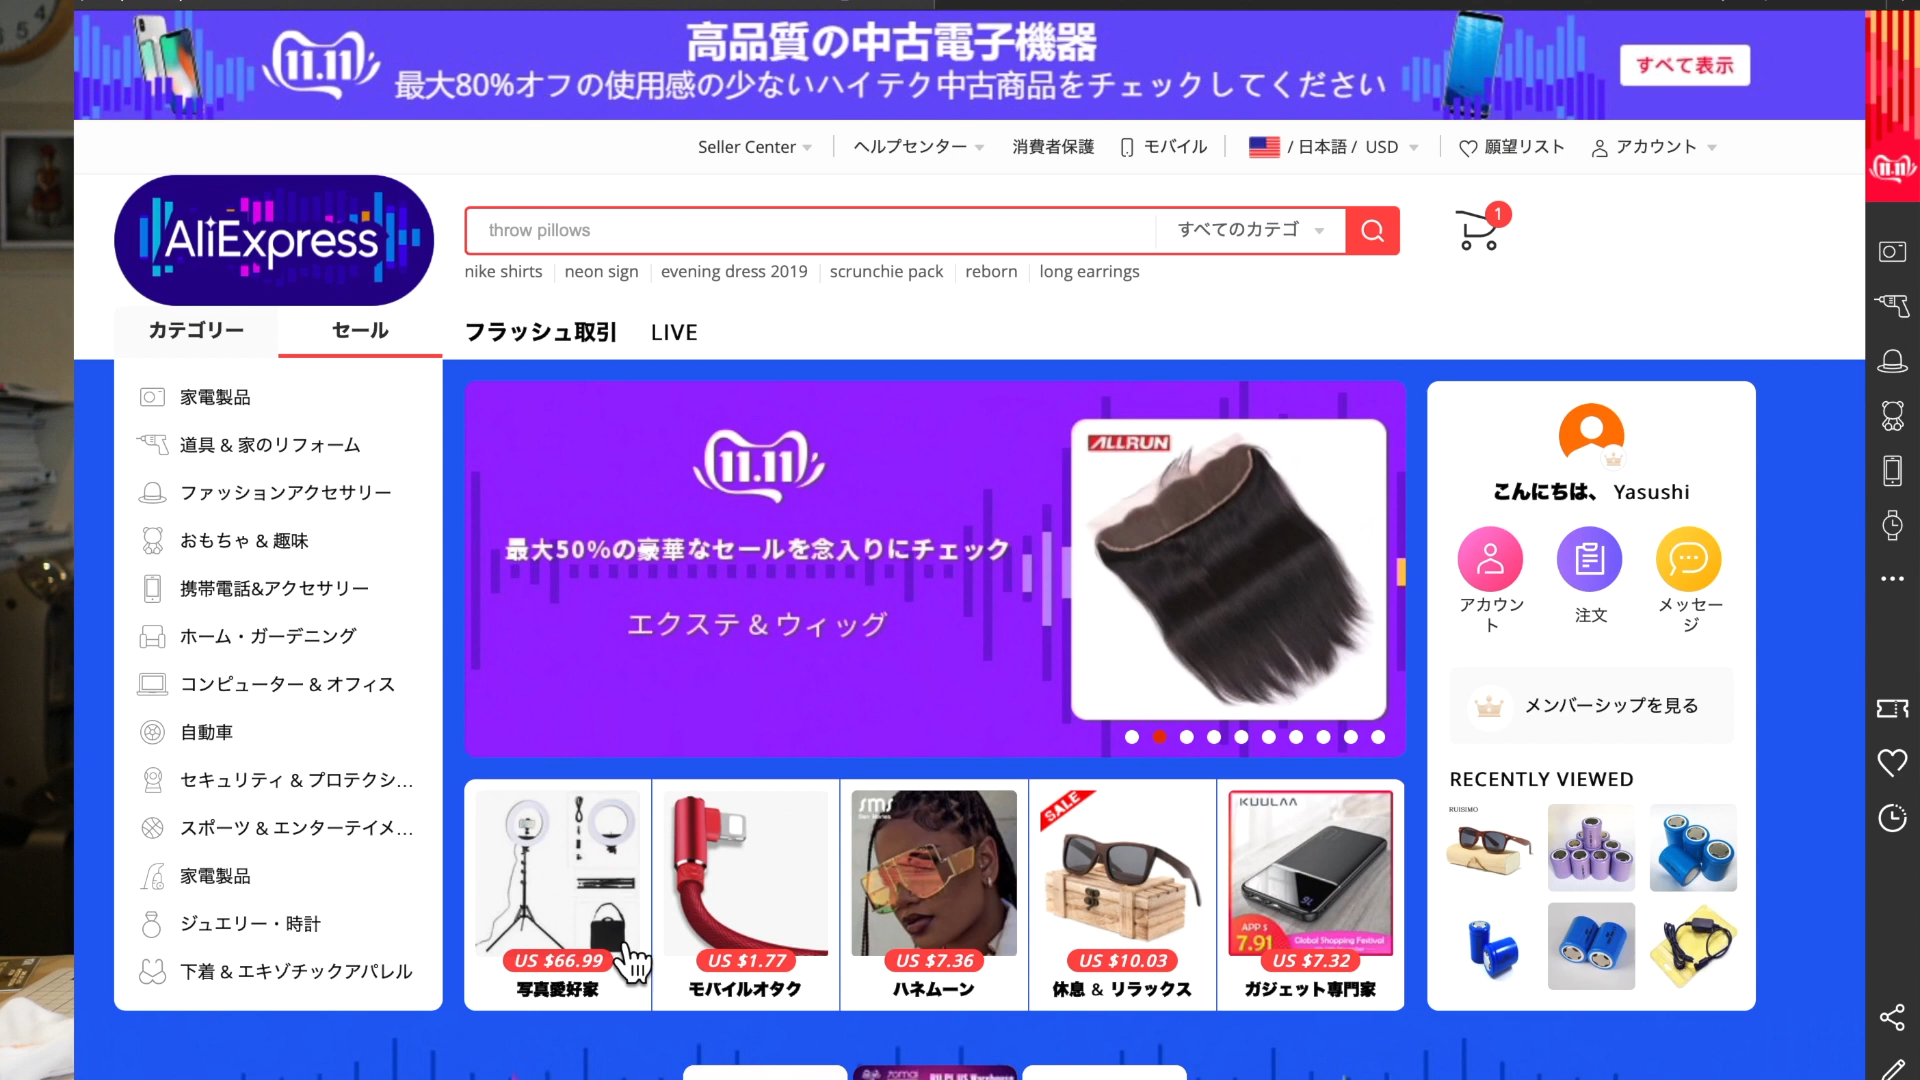 11.11
高品質の中古電子機器
最大80%オフの使用感の少ないハイテク中古商品をチェックしてください
すべて表示
Seller Center
ヘルプセンター
消費者保護
モバイル
/ 日本語 / USD
願望リスト
アカウント
11.11
AliExpress
throw pillows
すべてのカテゴ
1
nike shirts
neon sign
evening dress 2019
scrunchie pack
reborn
long earrings
カテゴリー
セール
フラッシュ取引
LIVE
家電製品
道具 & 家のリフォーム
ファッションアクセサリー
おもちゃ & 趣味
携帯電話&アクセサリー
ホーム・ガーデニング
コンピューター & オフィス
自動車
セキュリティ & プロテクシ...
スポーツ & エンターテイメ...
家電製品
ジュエリー・時計
下着 & エキゾチックアパレル
11.11
最大50%の豪華なセールを念入りにチェック
エクステ & ウィッグ
ALLRUN
こんにちは、 Yasushi
アカウン
ト
注文
メッセー
ジ
メンバーシップを見る
RECENTLY VIEWED
RUISIMO
US $66.99
写真愛好家
US $1.77
モバイルオタク
sms
US $7.36
ハネムーン
SALE
US $10.03
休息 & リラックス
KUULAA
APP $
7.91
Global Shopping Festival
US $7.32
ガジェット専門家